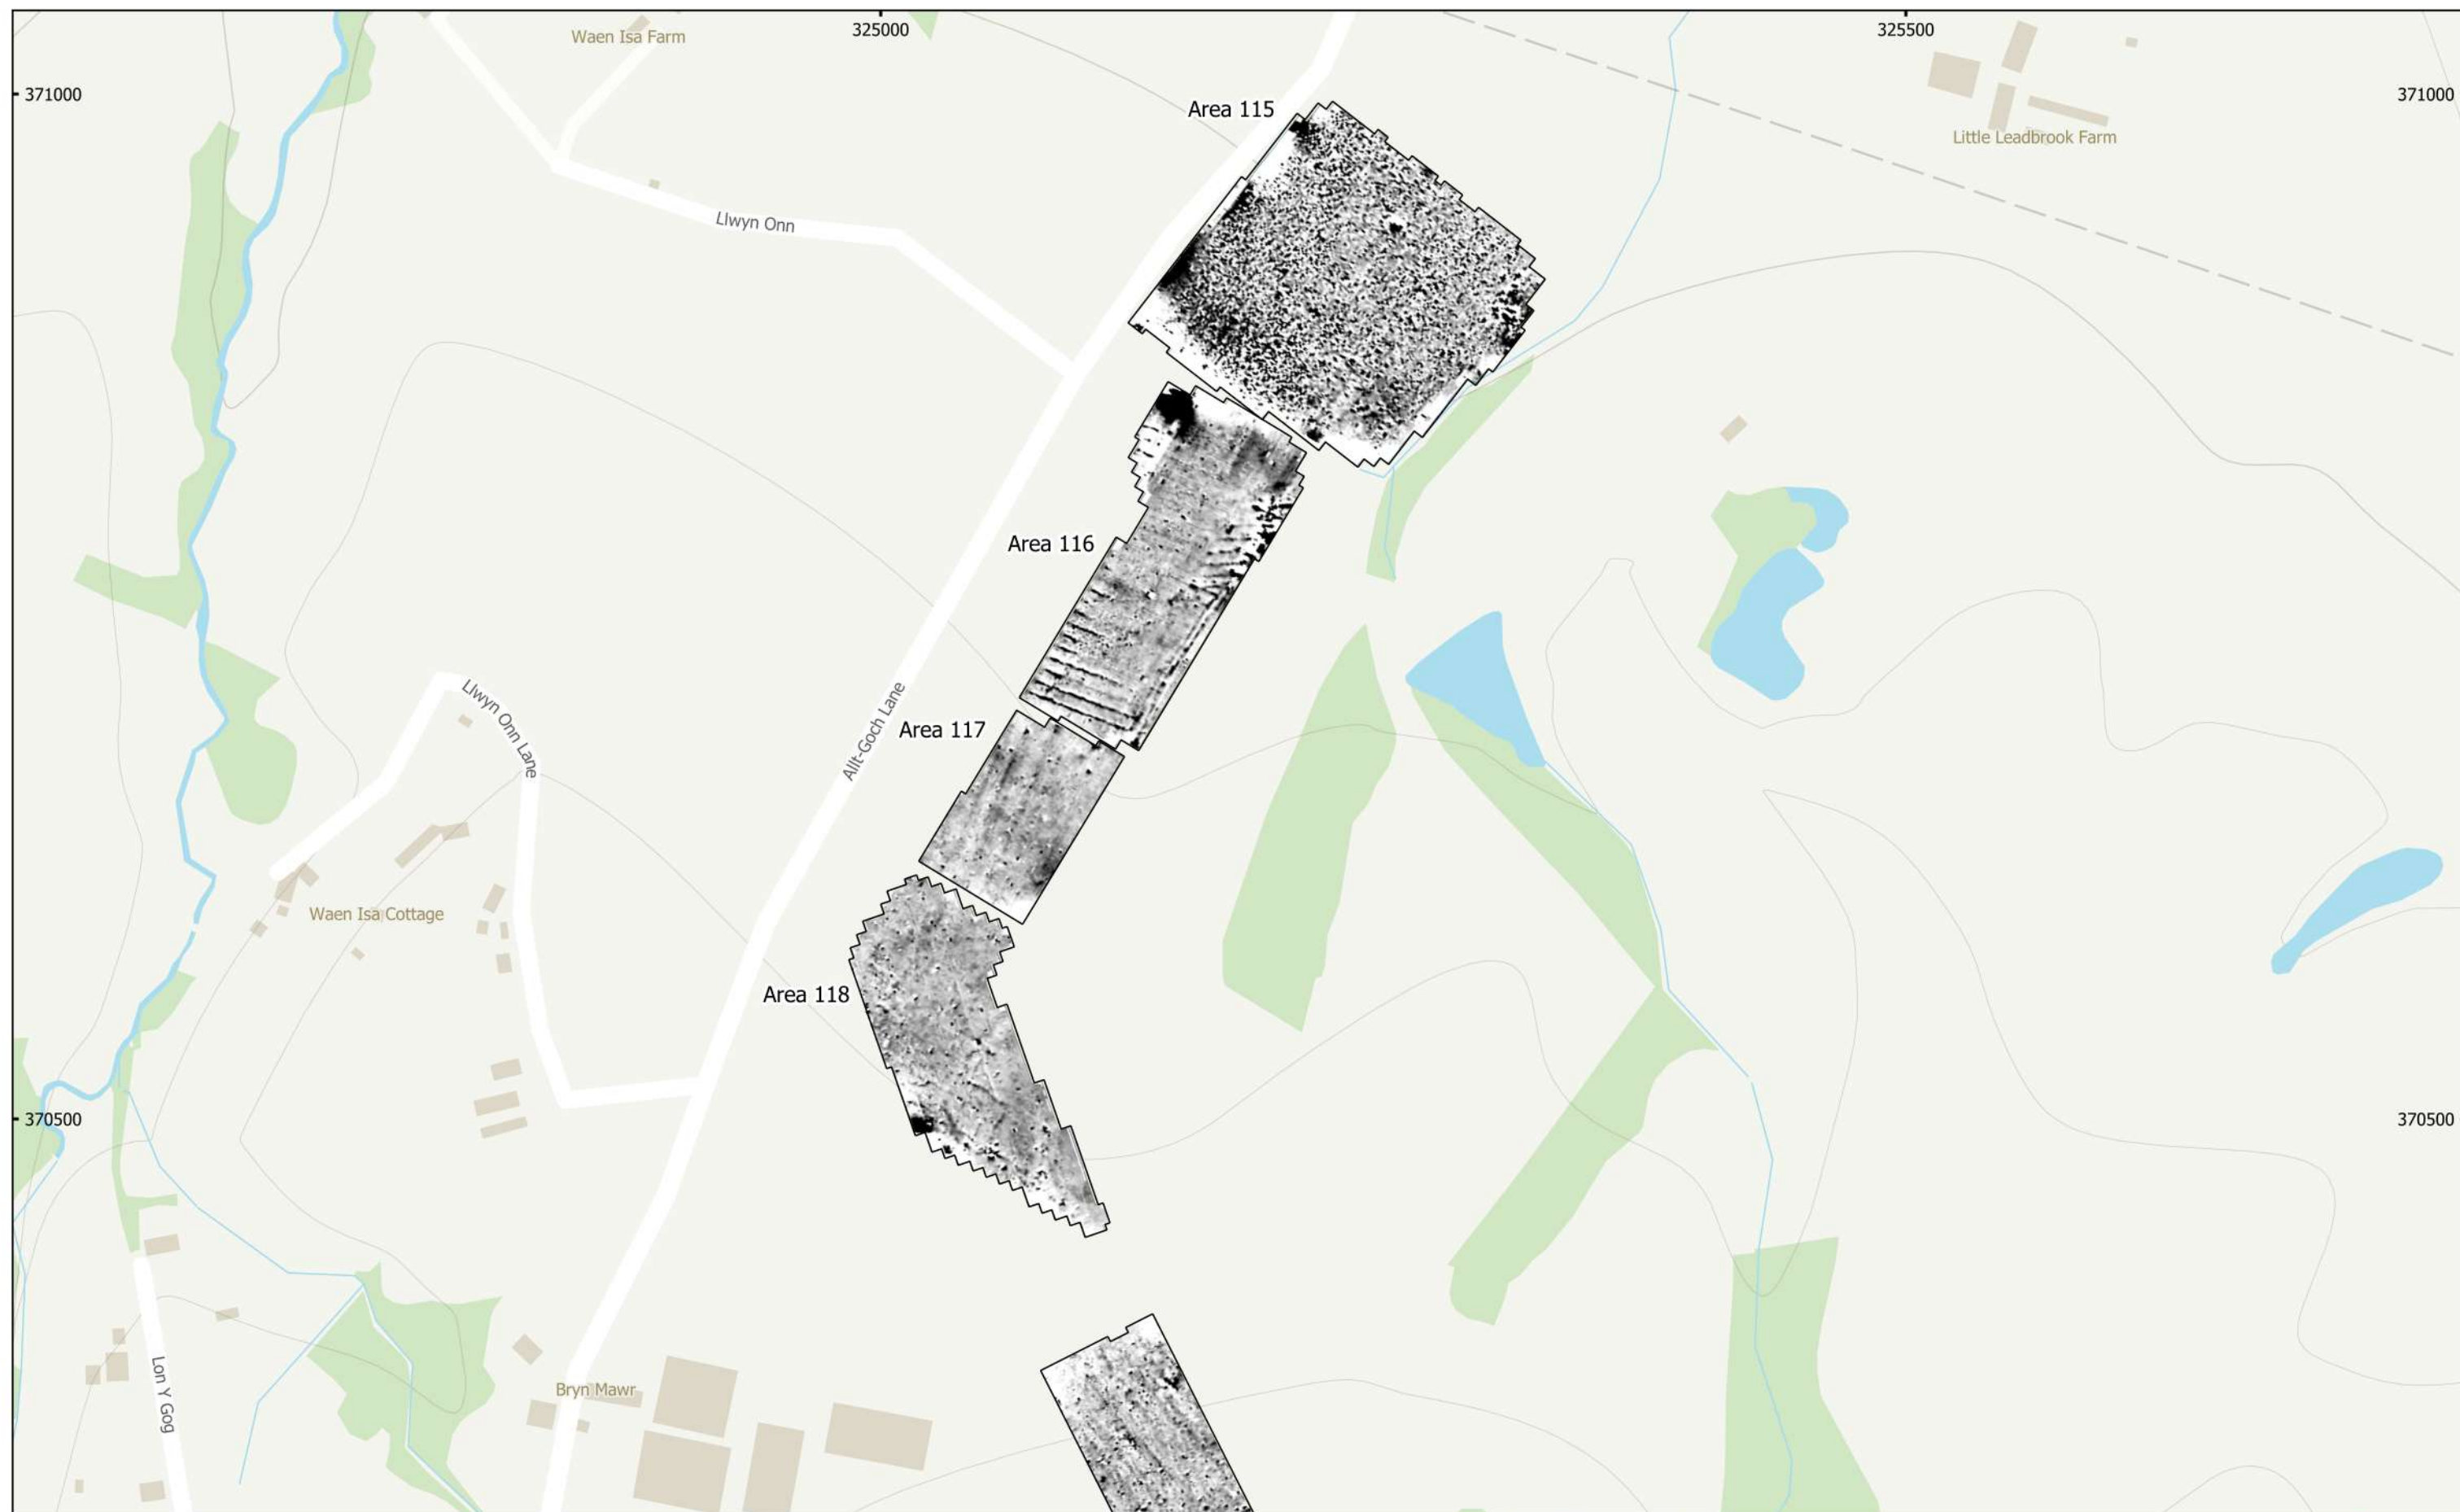 325000
325500
Waen Isa Farm
371000
371000
Area 115
Little Leadbrook Farm
Llwyn Onn
Area 116
Llwyn Onn Lane
Allt-Goch Lane
Area 117
Waen Isa Cottage
Area 118
370500
370500
Lon Y Gog
Bryn Mawr